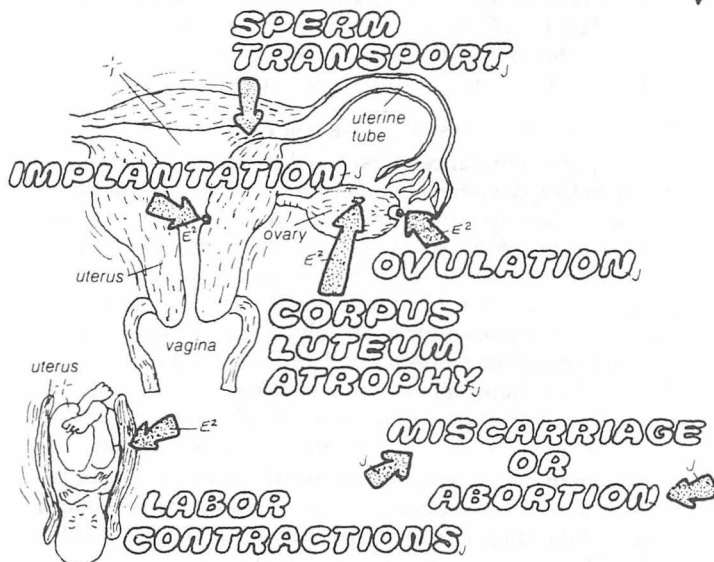 SPERM
TRANSPORT J
uterine
tube
IMPLANTATION J
E²
ovary
E²
E²
OVULATION J
uterus
CORPUS
LUTEUM
ATROPHY J
vagina
uterus
E²
MISCARRIAGE
OR
ABORTION
J
J
LABOR
CONTRACTIONS J